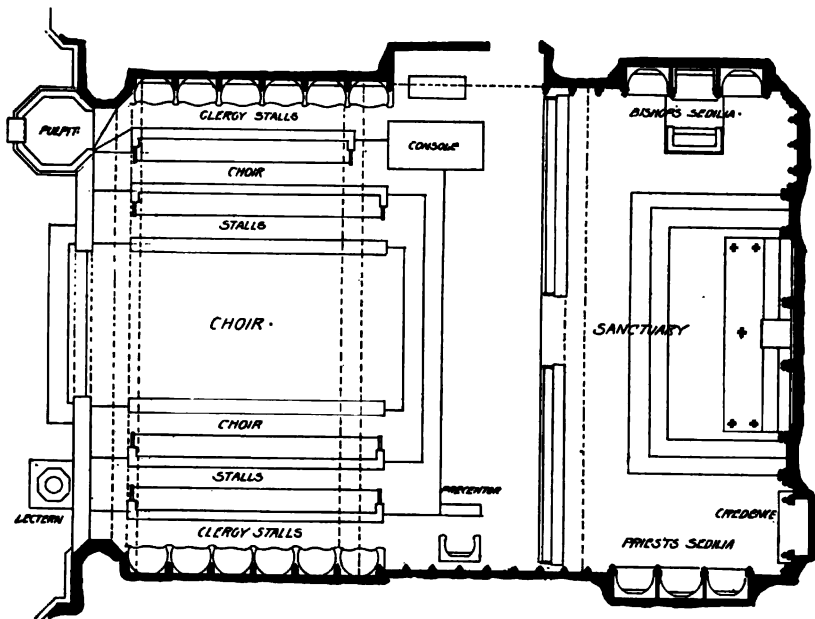 PULPIT·
CLERGY STALLS
CONSOLE
BISHOP'S SEDILIA·
CHOIR
STALLS
CHOIR·
SANCTUARY
CHOIR
STALLS
PRECENTOR
LECTERN
CLERGY STALLS
CREDENCE
PRIESTS SEDILIA